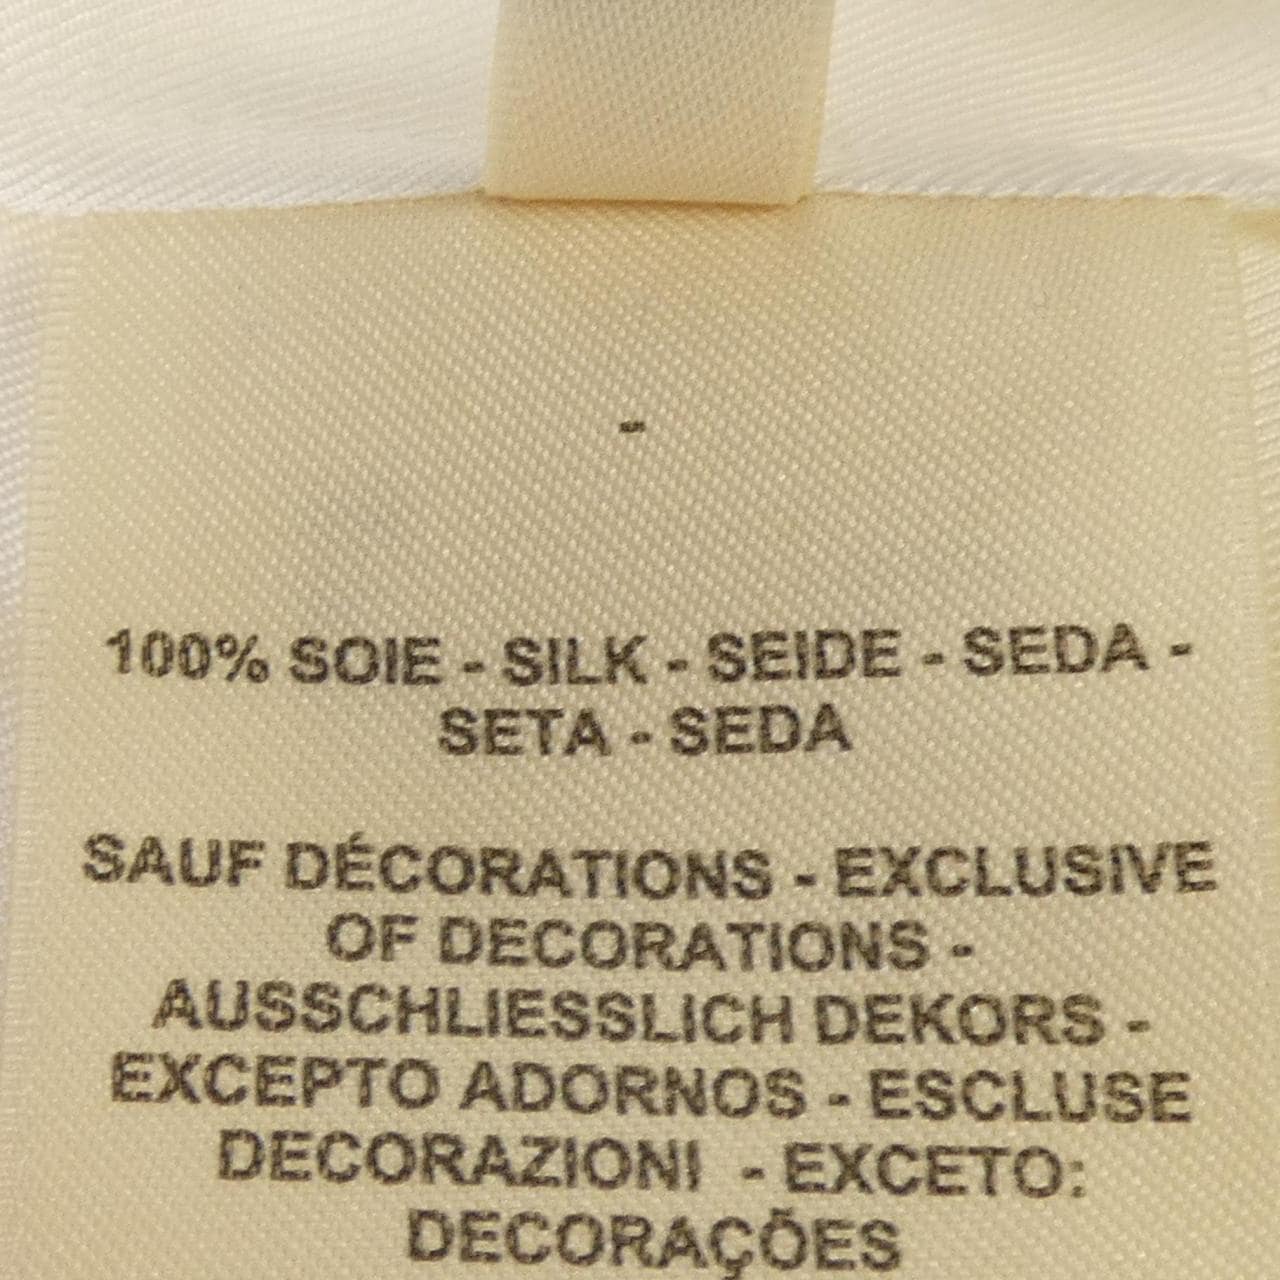 -
100% SOIE - SILK - SEIDE - SEDA -
SETA - SEDA
SAUF DÉCORATIONS - EXCLUSIVE
OF DECORATIONS -
AUSSCHLIESSLICH DEKORS -
EXCEPTO ADORNOS - ESCLUSE
DECORAZIONI - EXCETO:
DECORAÇÕES